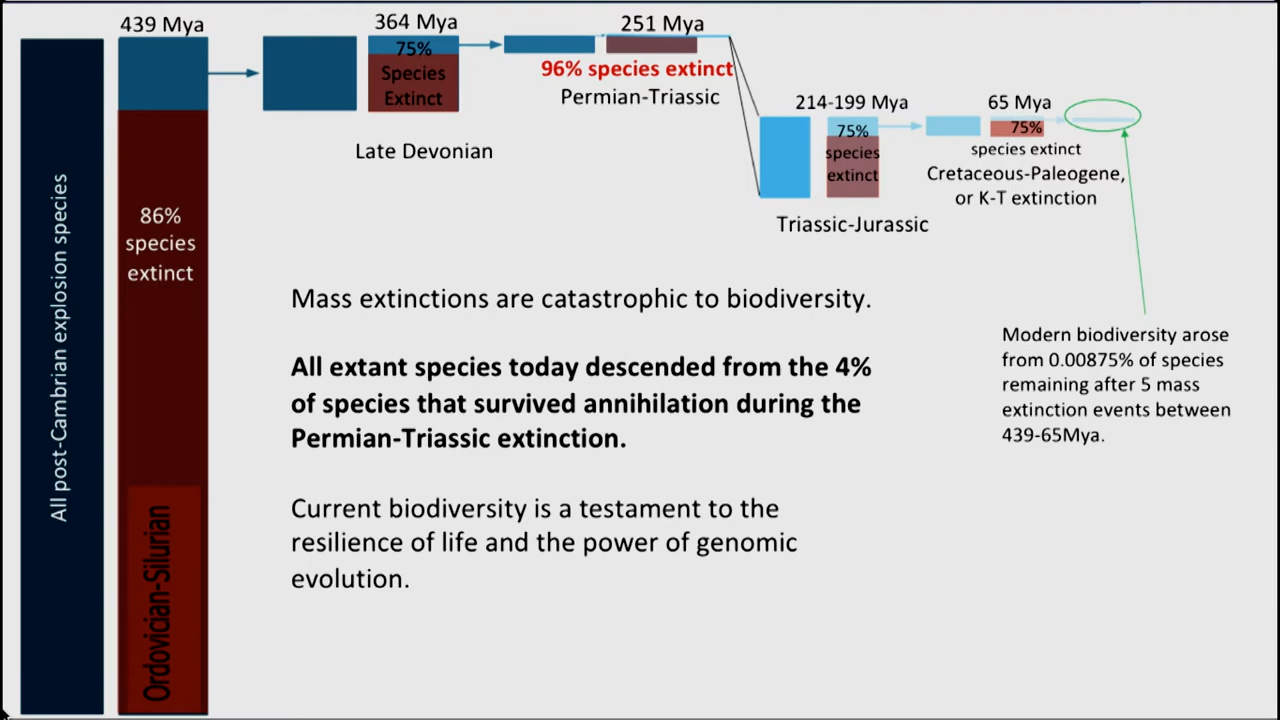 All post-Cambrian explosion species
439 Mya
86%
species
extinct
Ordovician-Silurian
364 Mya
75%
Species
Extinct
Late Devonian
251 Mya
96% species extinct
Permian-Triassic
214-199 Mya
75%
species
extinct
Triassic-Jurassic
65 Mya
75%
species extinct
Cretaceous-Paleogene,
or K-T extinction
Mass extinctions are catastrophic to biodiversity.
All extant species today descended from the 4%
of species that survived annihilation during the
Permian-Triassic extinction.
Current biodiversity is a testament to the
resilience of life and the power of genomic
evolution.
Modern biodiversity arose
from 0.00875% of species
remaining after 5 mass
extinction events between
439-65Mya.